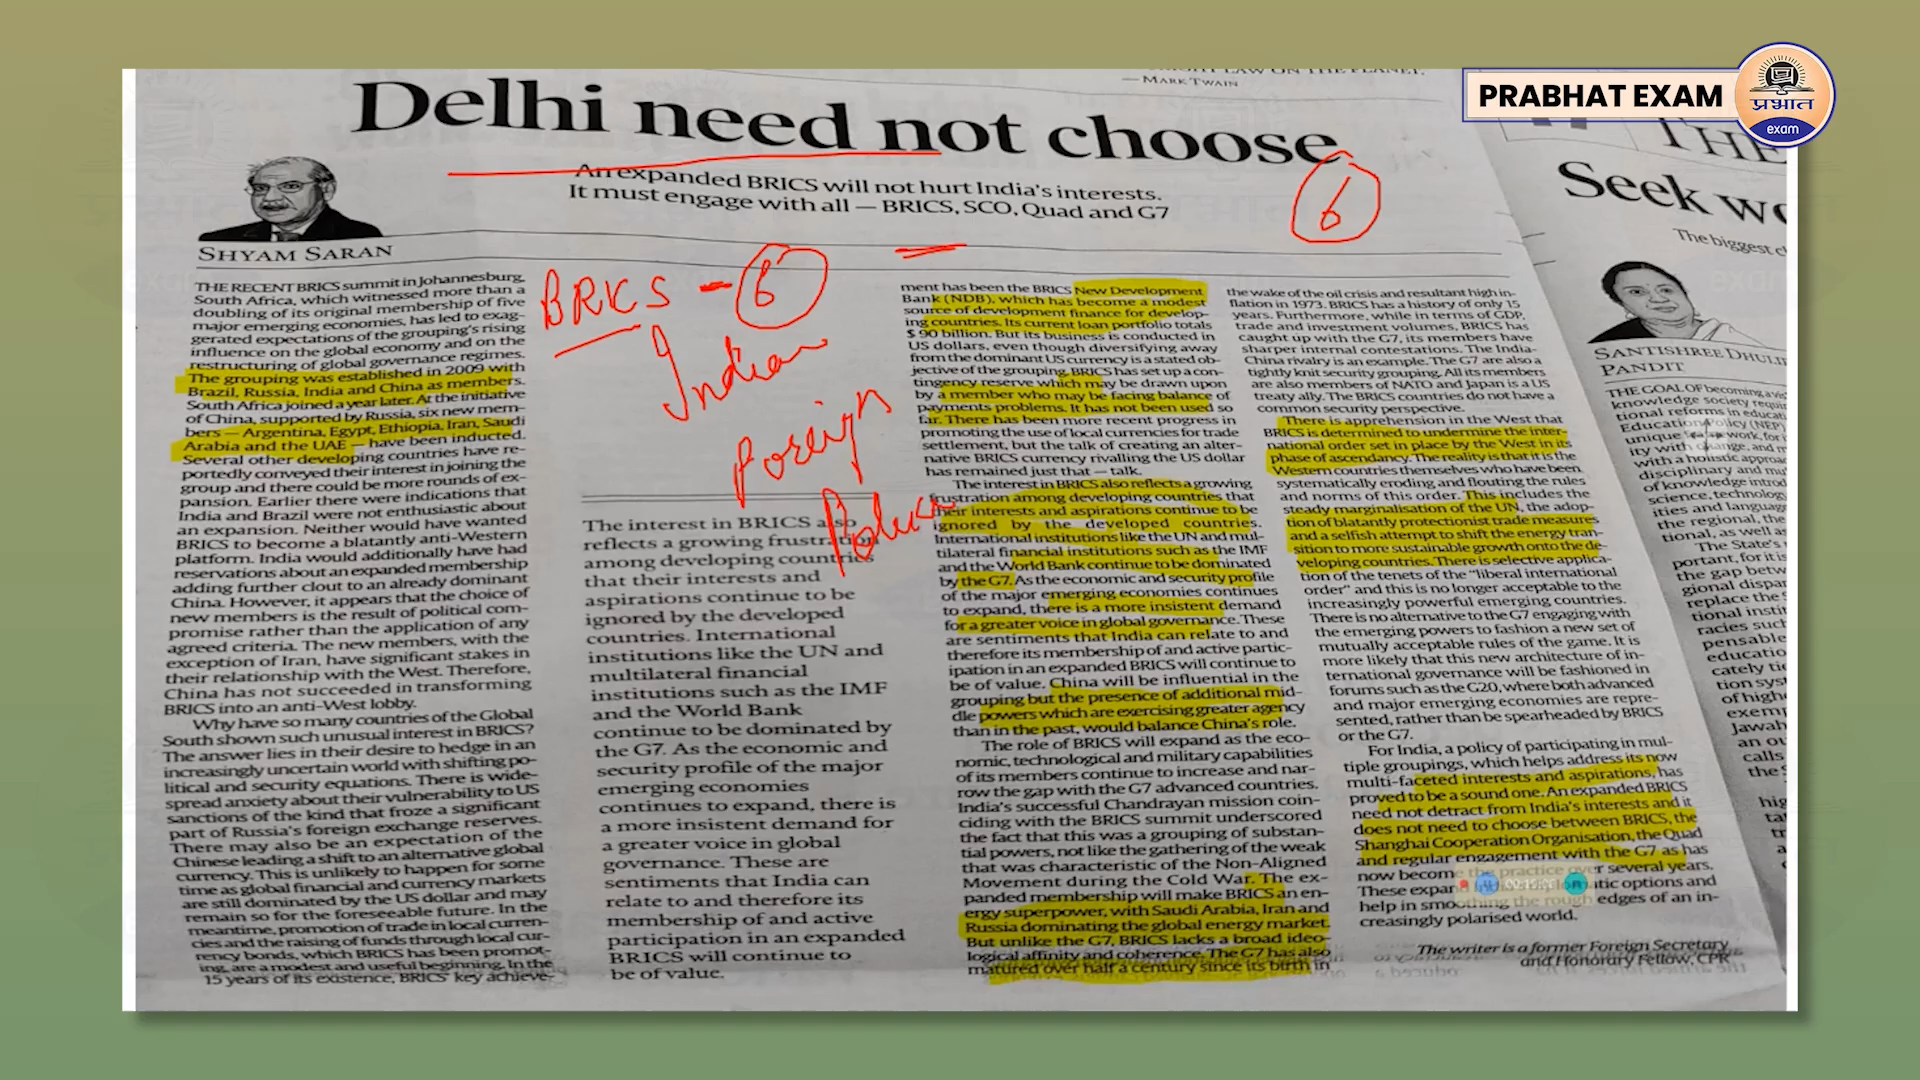 PRABHAT EXAM
प्रभात
exam
— MARK TWAIN
Delhi need not choose
An expanded BRICS will not hurt India's interests.
It must engage with all — BRICS, SCO, Quad and G7
6
SHYAM SARAN
BRICS - 6
Indian
Foreign
THE RECENT BRICS summit in Johannesburg,
South Africa, which witnessed more than a
doubling of its original membership of five
major emerging economies, has led to exag-
gerated expectations of the grouping's rising
influence on the global economy and on the
restructuring of global governance regimes.
The grouping was established in 2009 with
Brazil, Russia, India and China as members.
South Africa joined a year later. At the initiative
of China, supported by Russia, six new mem-
bers — Argentina, Egypt, Ethiopia, Iran, Saudi
Arabia and the UAE — have been inducted.
Several other developing countries have re-
portedly conveyed their interest in joining the
group and there could be more rounds of ex-
pansion. Earlier there were indications that
India and Brazil were not enthusiastic about
an expansion. Neither would have wanted
BRICS to become a blatantly anti-Western
platform. India would additionally have had
reservations about an expanded membership
adding further clout to an already dominant
China. However, it appears that the choice of
new members is the result of political com-
promise rather than the application of any
agreed criteria. The new members, with the
exception of Iran, have significant stakes in
their relationship with the West. Therefore,
China has not succeeded in transforming
BRICS into an anti-West lobby.
Why have so many countries of the Global
South shown such unusual interest in BRICS?
The answer lies in their desire to hedge in an
increasingly uncertain world with shifting po-
litical and security equations. There is wide-
spread anxiety about their vulnerability to US
sanctions of the kind that froze a significant
part of Russia's foreign exchange reserves.
There may also be an expectation of the
Chinese leading a shift to an alternative global
currency. This is unlikely to happen for some
time as global financial and currency markets
are still dominated by the US dollar and may
remain so for the foreseeable future. In the
meantime, promotion of trade in local curren-
cies and the raising of funds through local cur-
rency bonds, which BRICS has been promot-
ing, are a modest and useful beginning. In the
15 years of its existence, BRICS' key achieve-
The interest in BRICS also
reflects a growing frustration
among developing countries
that their interests and
aspirations continue to be
ignored by the developed
countries. International
institutions like the UN and
multilateral financial
institutions such as the IMF
and the World Bank
continue to be dominated by
the G7. As the economic and
security profile of the major
emerging economies
continues to expand, there is
a more insistent demand for
a greater voice in global
governance. These are
sentiments that India can
relate to and therefore its
membership of and active
participation in an expanded
BRICS will continue to
be of value.
ment has been the BRICS New Development
Bank (NDB), which has become a modest
source of development finance for develop-
ing countries. Its current loan portfolio totals
$ 90 billion. But its business is conducted in
US dollars, even though diversifying away
from the dominant US currency is a stated ob-
jective of the grouping. BRICS has set up a con-
tingency reserve which may be drawn upon
by a member who may be facing balance of
payments problems. It has not been used so
far. There has been more recent progress in
promoting the use of local currencies for trade
settlement, but the talk of creating an alter-
native BRICS currency rivalling the US dollar
has remained just that — talk.
The interest in BRICS also reflects a growing
frustration among developing countries that
their interests and aspirations continue to be
ignored by the developed countries.
International institutions like the UN and mul-
tilateral financial institutions such as the IMF
and the World Bank continue to be dominated
by the G7. As the economic and security profile
of the major emerging economies continues
to expand, there is a more insistent demand
for a greater voice in global governance. These
are sentiments that India can relate to and
therefore its membership of and active partic-
ipation in an expanded BRICS will continue to
be of value. China will be influential in the
grouping but the presence of additional mid-
dle powers which are exercising greater agency
than in the past, would balance China's role.
The role of BRICS will expand as the eco-
nomic, technological and military capabilities
of its members continue to increase and nar-
row the gap with the G7 advanced countries.
India's successful Chandrayan mission coin-
ciding with the BRICS summit underscored
the fact that this was a grouping of substan-
tial powers, not like the gathering of the weak
that was characteristic of the Non-Aligned
Movement during the Cold War. The ex-
panded membership will make BRICS an en-
ergy superpower, with Saudi Arabia, Iran and
Russia dominating the global energy market.
But unlike the G7, BRICS lacks a broad ideo-
logical affinity and coherence. The G7 has also
matured over half a century since its birth in
the wake of the oil crisis and resultant high in-
flation in 1973. BRICS has a history of only 15
years. Furthermore, while in terms of GDP,
trade and investment volumes, BRICS has
caught up with the G7, its members have
sharper internal contestations. The India-
China rivalry is an example. The G7 are also a
tightly knit security grouping. All its members
are also members of NATO and Japan is a US
treaty ally. The BRICS countries do not have a
common security perspective.
There is apprehension in the West that
BRICS is determined to undermine the inter-
national order set in place by the West in its
phase of ascendancy. The reality is that it is the
Western countries themselves who have been
systematically eroding and flouting the rules
and norms of this order. This includes the
steady marginalisation of the UN, the adop-
tion of blatantly protectionist trade measures
and a selfish attempt to shift the energy tran-
sition to more sustainable growth onto the de-
veloping countries. There is selective applica-
tion of the tenets of the "liberal international
order" and this is no longer acceptable to the
increasingly powerful emerging countries.
There is no alternative to the G7 engaging with
the emerging powers to fashion a new set of
mutually acceptable rules of the game. It is
more likely that this new architecture of in-
ternational governance will be fashioned in
forums such as the G20, where both advanced
and major emerging economies are repre-
sented, rather than be spearheaded by BRICS
or the G7.
For India, a policy of participating in mul-
tiple groupings, which helps address its now
multi-faceted interests and aspirations, has
proved to be a sound one. An expanded BRICS
need not detract from India's interests and it
does not need to choose between BRICS, the
Shanghai Cooperation Organisation, the Quad
and regular engagement with the G7 as has
now become the practice over several years.
These expand options and
help in smoothing the rough edges of an in-
creasingly polarised world.
The writer is a former Foreign Secretary
and Honorary Fellow, CPR
THE
Seek
The biggest
SANTISHREE
PANDIT
THE GOAL OF becoming a